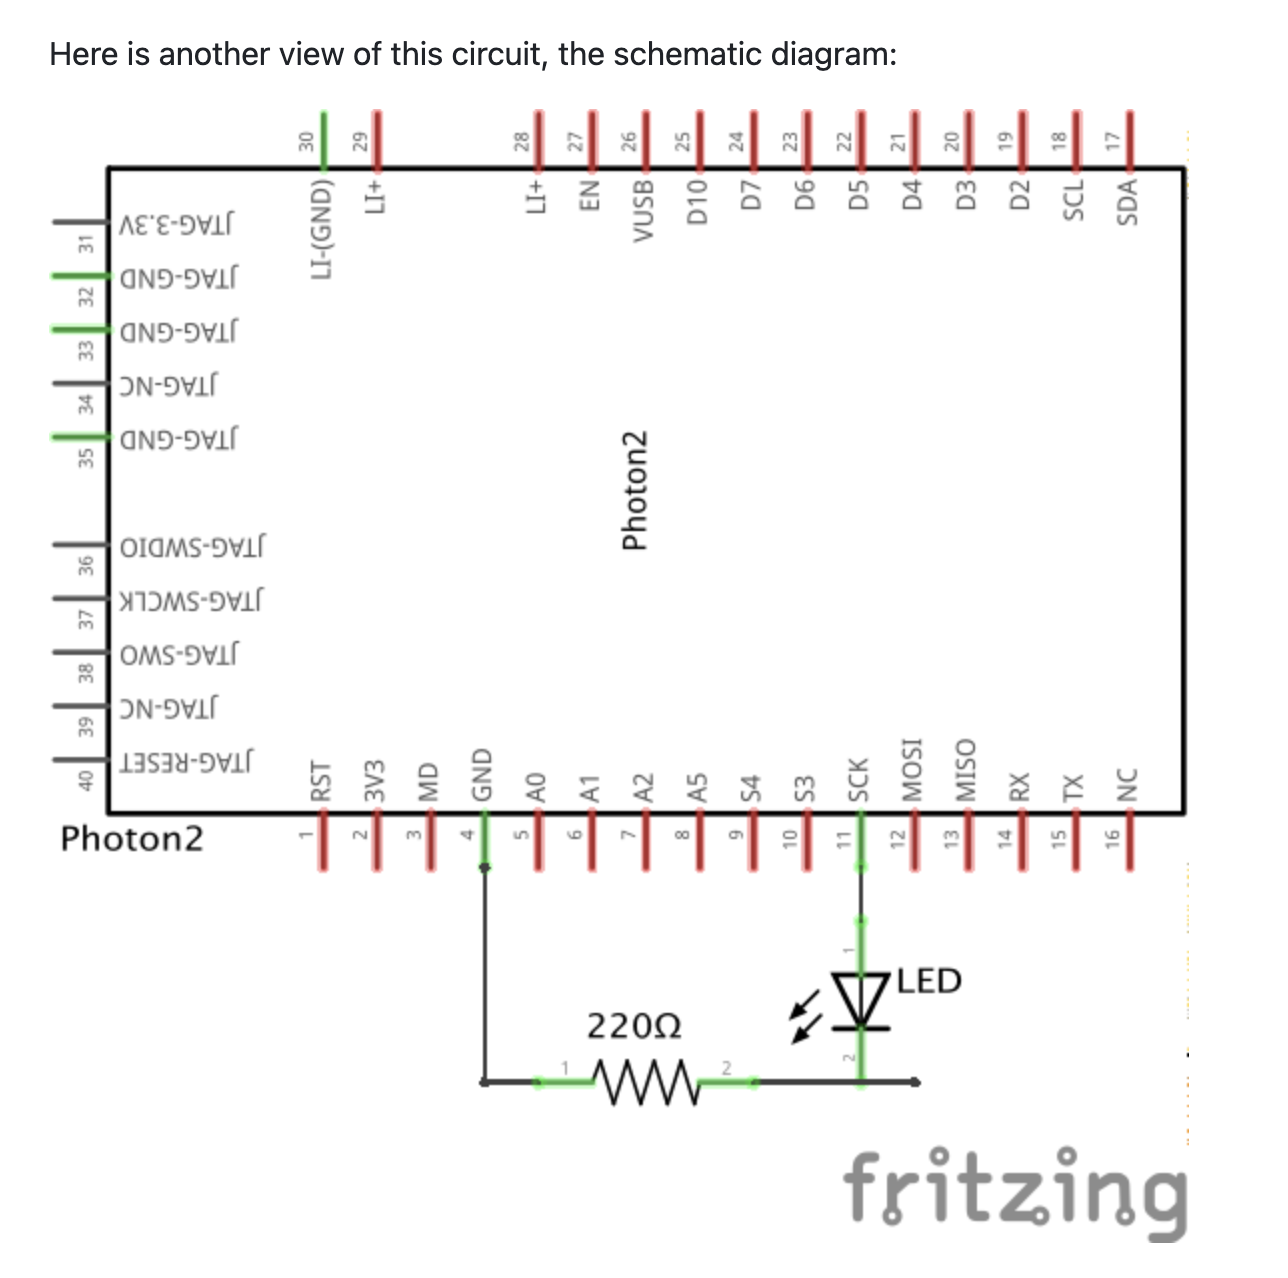 Here is another view of this circuit, the schematic diagram:
30 29 28 27 26 25 24 23 22 21 20 19 18 17
LI-(GND) LI+ LI+ EN VUSB D10 D7 D6 D5 D4 D3 D2 SCL SDA
31 JTAG-3.3V
32 JTAG-GND
33 JTAG-GND
34 JTAG-NC
35 JTAG-GND
Photon2
36 JTAG-SWDIO
37 JTAG-SWCLK
38 JTAG-SWO
39 JTAG-NC
40 JTAG-RESET
RST 3V3 MD GND A0 A1 A2 A5 S4 S3 SCK MOSI MISO RX TX NC
Photon2
1 2 3 4 5 6 7 8 9 10 11 12 13 14 15 16
1
LED
220Ω
2
1 2
fritzing